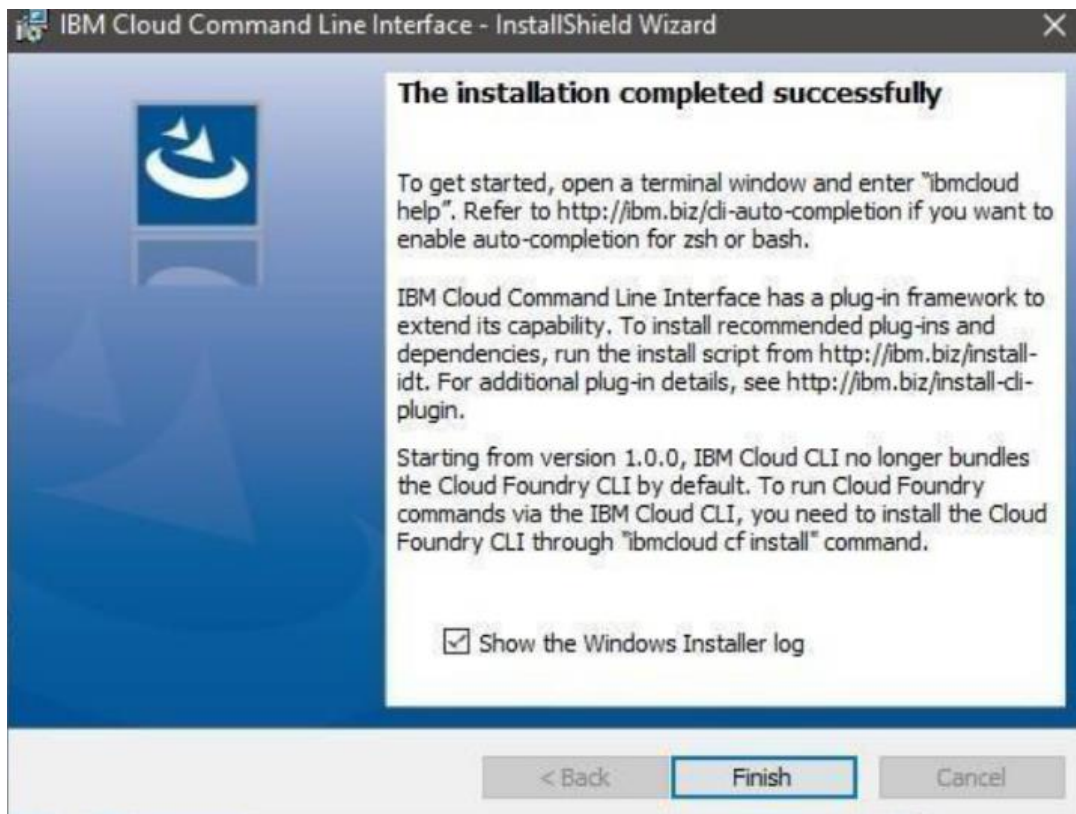 IBM Cloud Command Line Interface - InstallShield Wizard
The installation completed successfully
To get started, open a terminal window and enter "ibmcloud
help". Refer to http://ibm.biz/cli-auto-completion if you want to
enable auto-completion for zsh or bash.
IBM Cloud Command Line Interface has a plug-in framework to
extend its capability. To install recommended plug-ins and
dependencies, run the install script from http://ibm.biz/install-
idt. For additional plug-in details, see http://ibm.biz/install-cli-
plugin.
Starting from version 1.0.0, IBM Cloud CLI no longer bundles
the Cloud Foundry CLI by default. To run Cloud Foundry
commands via the IBM Cloud CLI, you need to install the Cloud
Foundry CLI through "ibmcloud cf install" command.
Show the Windows Installer log
< Back Finish Cancel